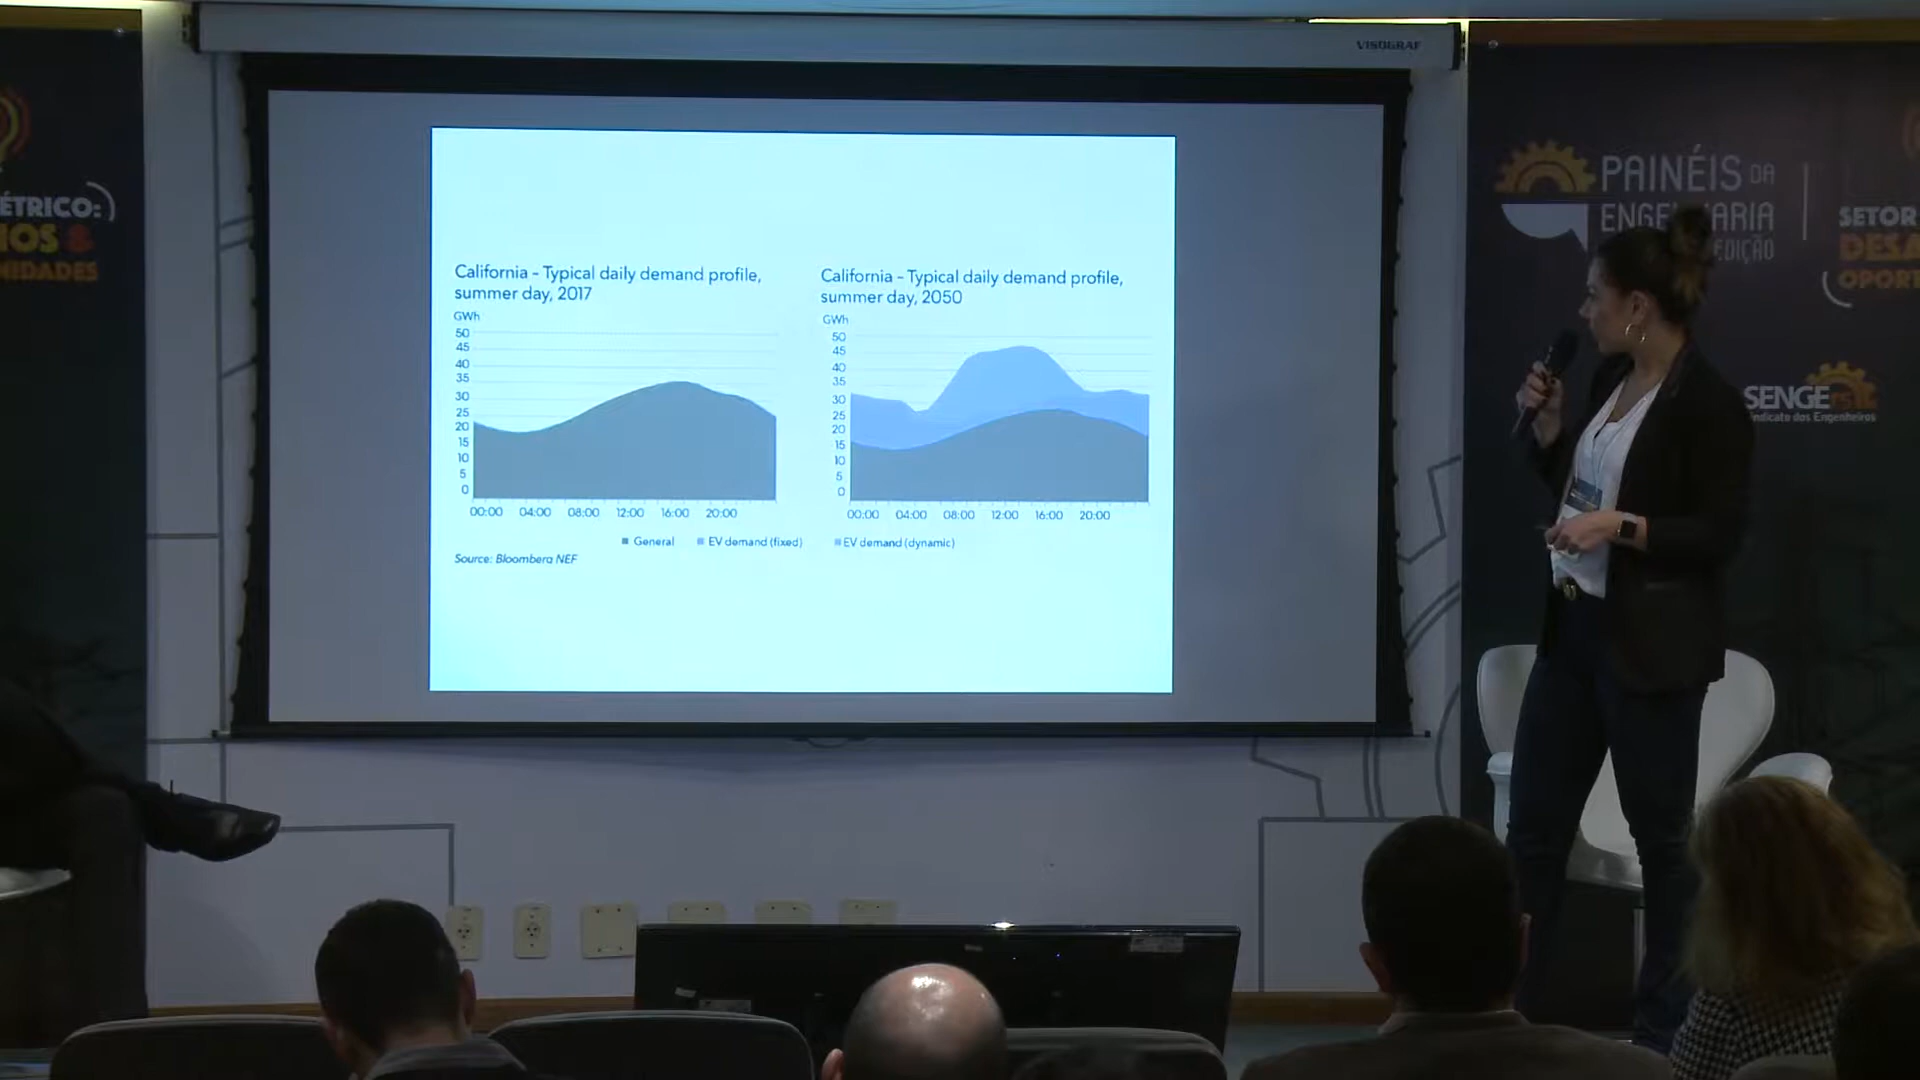 VISOGRAF
ÉTRICO:
IOS &
NIDADES
California - Typical daily demand profile,
summer day, 2017
GWh
50
45
40
35
30
25
20
15
10
5
0
00:00 04:00 08:00 12:00 16:00 20:00
California - Typical daily demand profile,
summer day, 2050
GWh
50
45
40
35
30
25
20
15
10
5
0
00:00 04:00 08:00 12:00 16:00 20:00
General EV demand (fixed) EV demand (dynamic)
Source: Bloomberg NEF
PAINÉIS DA
ENGENHARIA
EDIÇÃO
SETOR
DESA
OPORT
SENGE
Sindicato dos Engenheiros